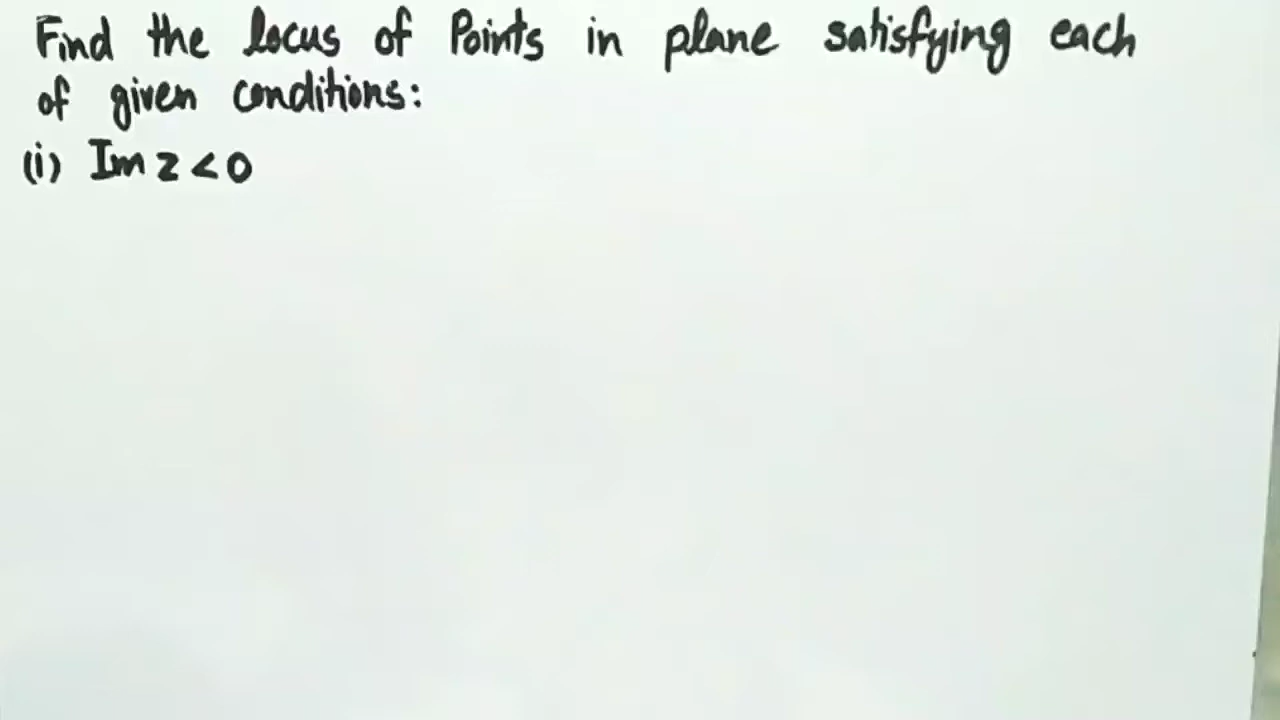 Find the locus of Points in plane satisfying each
of given conditions:
(i) Im z < 0